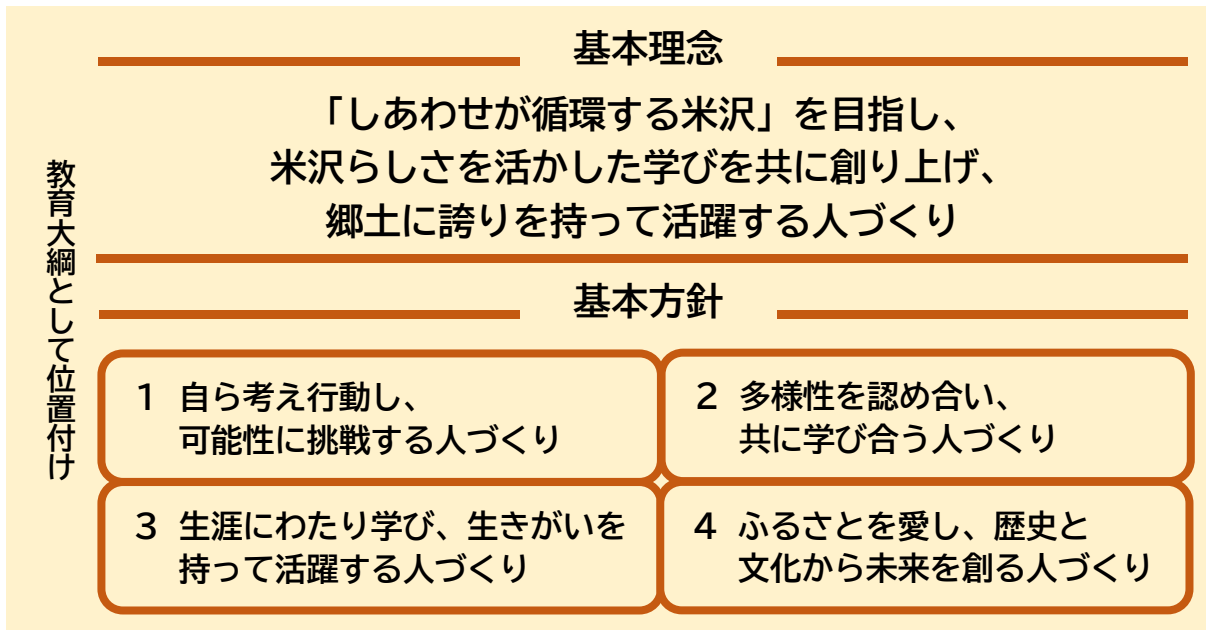 教育大綱として位置付け
基本理念
「しあわせが循環する米沢」を目指し、
米沢らしさを活かした学びを共に創り上げ、
郷土に誇りを持って活躍する人づくり
基本方針
1 自ら考え行動し、
可能性に挑戦する人づくり
2 多様性を認め合い、
共に学び合う人づくり
3 生涯にわたり学び、生きがいを
持って活躍する人づくり
4 ふるさとを愛し、歴史と
文化から未来を創る人づくり